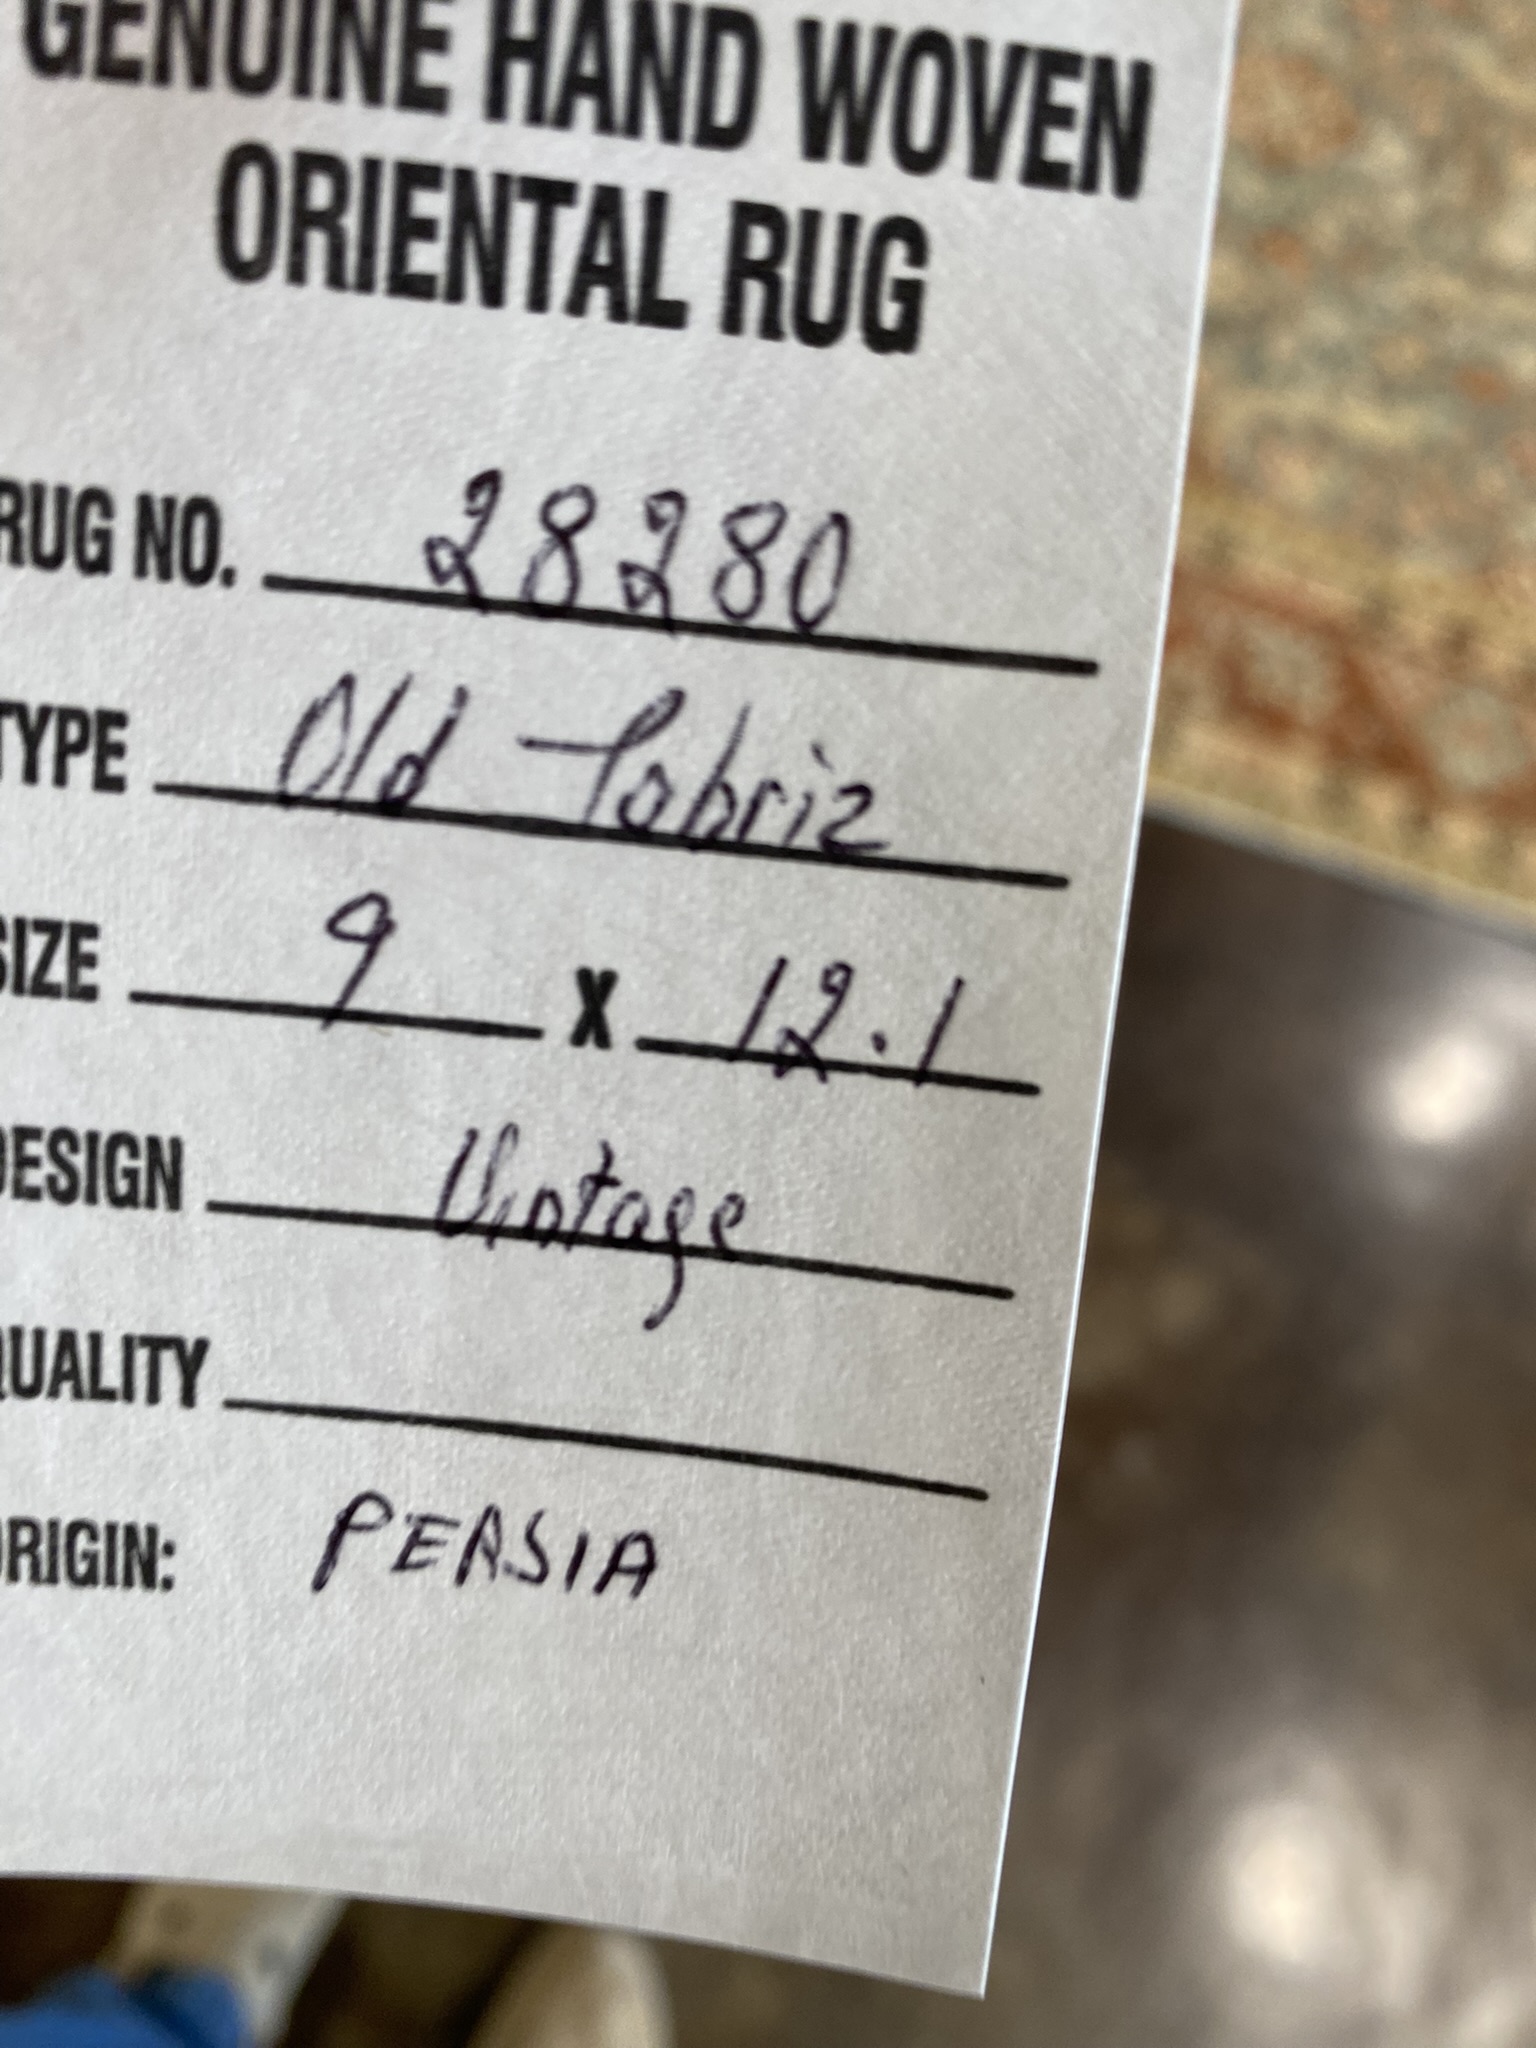 GENUINE HAND WOVEN
ORIENTAL RUG
RUG NO. 28280
TYPE Old Tabriz
SIZE 9 X 12.1
DESIGN Vintage
QUALITY
ORIGIN: PERSIA